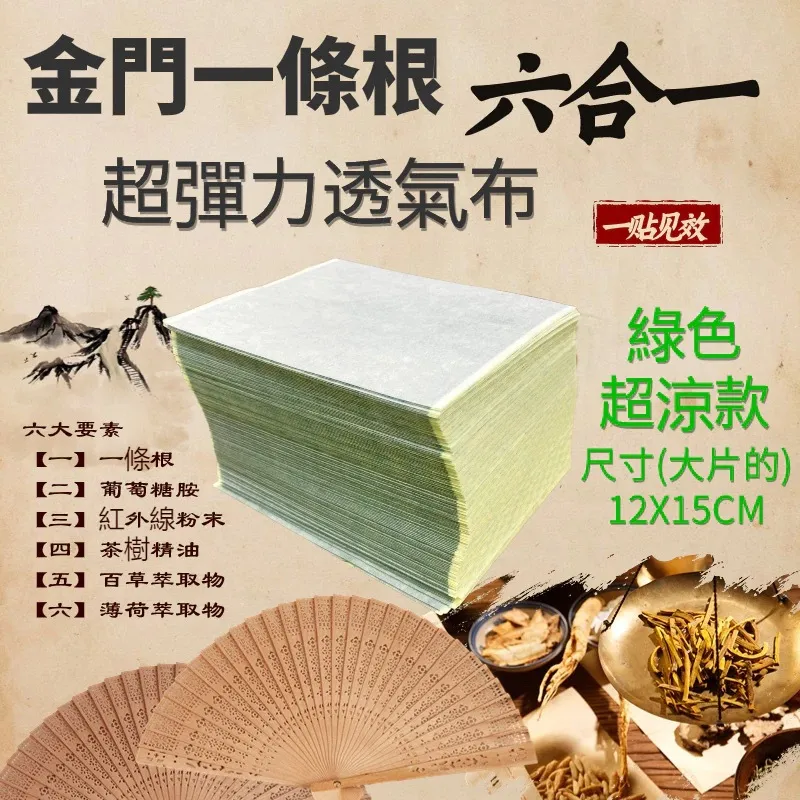 金門一條根 六合一
超彈力透氣布
一贴见效
綠色
超涼款
尺寸(大片的)
12X15CM
六大要素
【一】一條根
【二】葡萄糖胺
【三】紅外線粉末
【四】茶樹精油
【五】百草萃取物
【六】薄荷萃取物